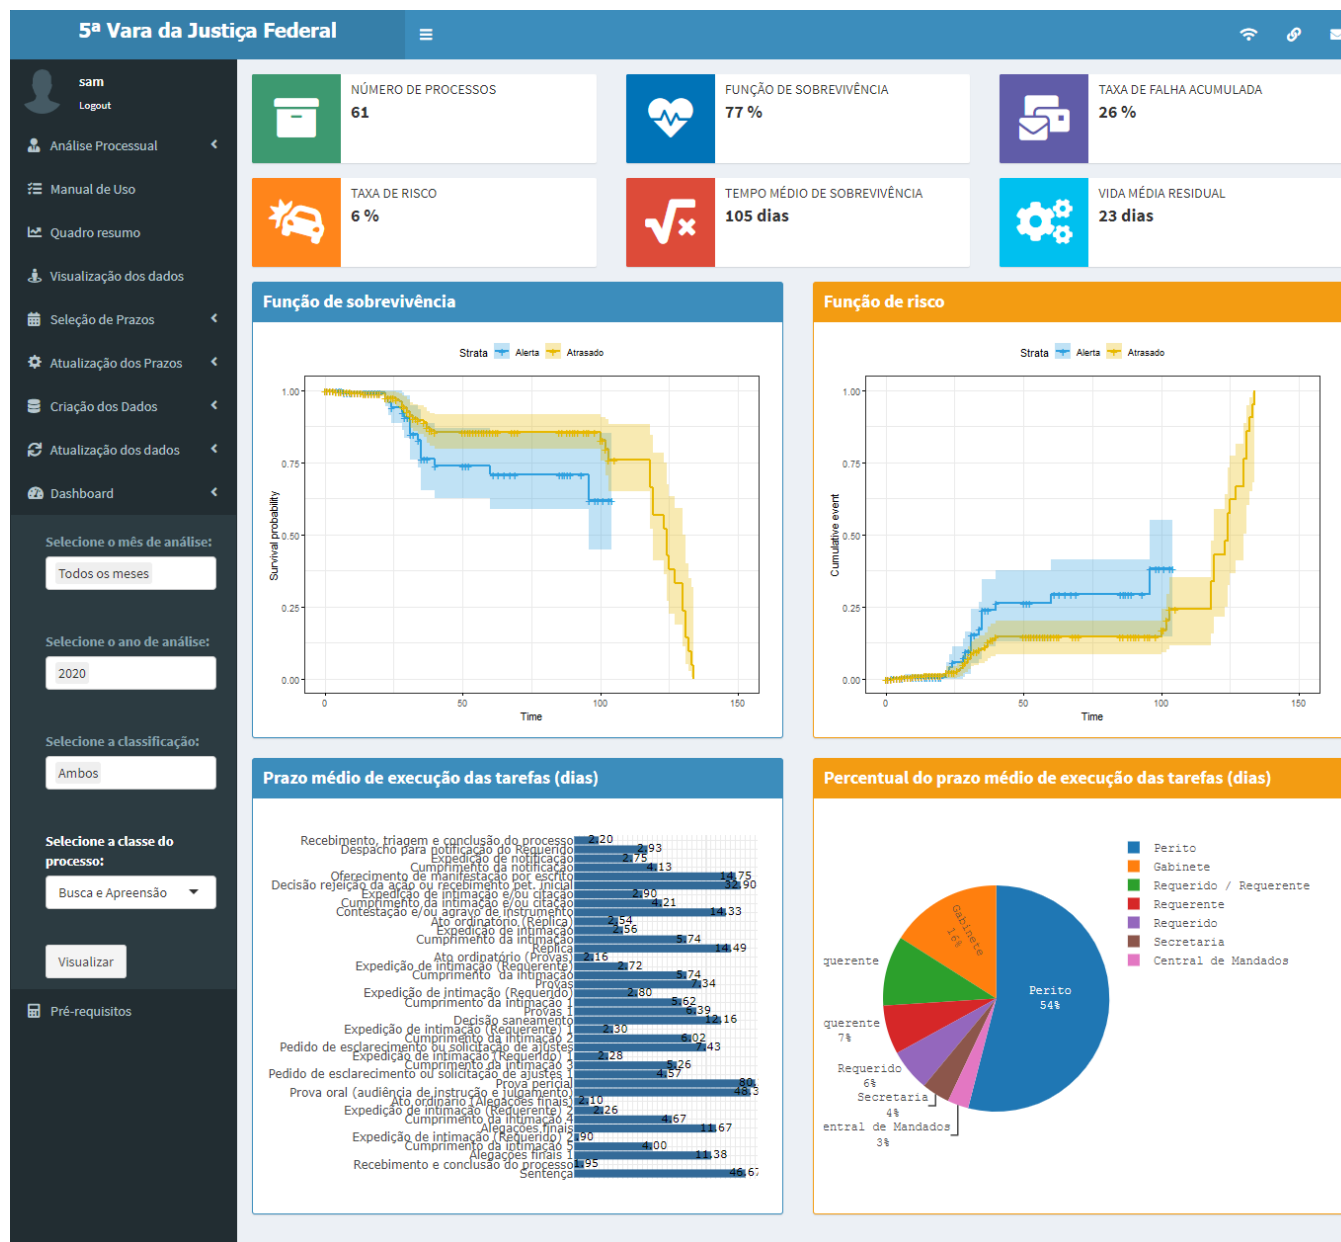 5ª Vara da Justiça Federal
sam
Logout
Análise Processual
Manual de Uso
Quadro resumo
Visualização dos dados
Seleção de Prazos
Atualização dos Prazos
Criação dos Dados
Atualização dos dados
Dashboard
Selecione o mês de análise:
Todos os meses
Selecione o ano de análise:
2020
Selecione a classificação:
Ambos
Selecione a classe do
processo:
Busca e Apreensão
Visualizar
Pré-requisitos
NÚMERO DE PROCESSOS
61
FUNÇÃO DE SOBREVIVÊNCIA
77 %
TAXA DE FALHA ACUMULADA
26 %
TAXA DE RISCO
6 %
TEMPO MÉDIO DE SOBREVIVÊNCIA
105 dias
VIDA MÉDIA RESIDUAL
23 dias
Função de sobrevivência
Strata Alerta Atrasado
Survival probability
1.00
0.75
0.50
0.25
0.00
0 50 100 150
Time
Função de risco
Strata Alerta Atrasado
Cumulative event
1.00
0.75
0.50
0.25
0.00
0 50 100 150
Time
Prazo médio de execução das tarefas (dias)
Recebimento, triagem e conclusão do processo 2.20
Despacho para notificação do Requerido 2.93
Expedição de notificação 2.75
Cumprimento da notificação 4.13
Oferecimento de manifestação por escrito 14.75
Decisão rejeição da ação ou recebimento pet. inicial 32.90
Expedição de intimação e/ou citação 2.90
Cumprimento da intimação e/ou citação 4.21
Contestação e/ou agravo de instrumento 14.33
Ato ordinatório (Réplica) 2.54
Expedição de intimação 2.56
Cumprimento da intimação 5.74
Réplica 14.49
Ato ordinatório (Provas) 2.16
Expedição de intimação (Requerente) 2.72
Cumprimento da intimação 5.74
Provas 7.34
Expedição de intimação (Requerido) 2.80
Cumprimento da intimação 1 5.62
Provas 1 6.39
Decisão saneamento 12.16
Expedição de intimação (Requerente) 1 2.30
Cumprimento da intimação 2 6.02
Pedido de esclarecimento ou solicitação de ajustes 7.43
Expedição de intimação (Requerido) 1 2.28
Cumprimento da intimação 3 5.26
Pedido de esclarecimento ou solicitação de ajustes 1 4.57
Prova pericial 80.
Prova oral (audiência de instrução e julgamento) 48.3
Ato ordinário (Alegações finais) 2.10
Expedição de intimação (Requerente) 2 2.26
Cumprimento da intimação 4 4.67
Alegações finais 11.67
Expedição de intimação (Requerido) 2 .90
Cumprimento da intimação 5 4.00
Alegações finais 1 11.38
Recebimento e conclusão do processo 1.95
Sentença 46.67
Percentual do prazo médio de execução das tarefas (dias)
Perito
Gabinete
Requerido / Requerente
Requerente
Requerido
Secretaria
Central de Mandados
Gabinete
16%
Perito
54%
querente
querente
7%
Requerido
6%
Secretaria
4%
entral de Mandados
3%